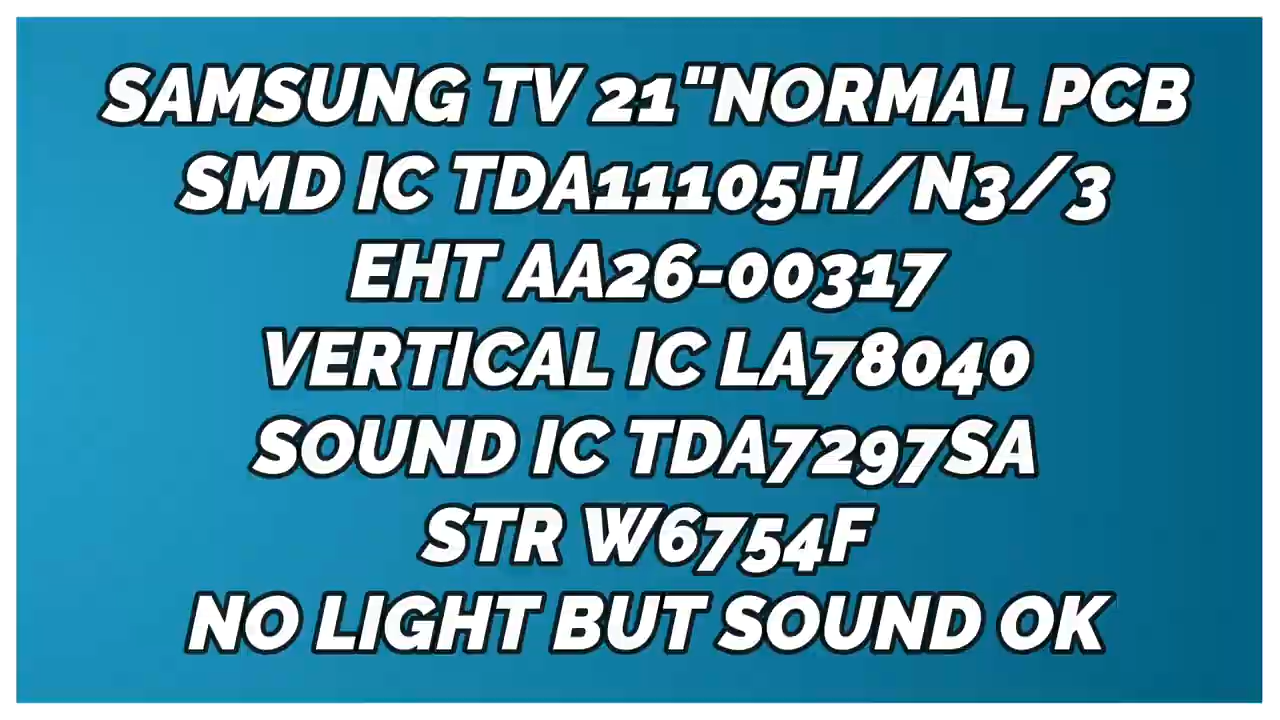 SAMSUNG TV 21"NORMAL PCB
SMD IC TDA11105H/N3/3
EHT AA26-00317
VERTICAL IC LA78040
SOUND IC TDA7297SA
STR W6754F
NO LIGHT BUT SOUND OK